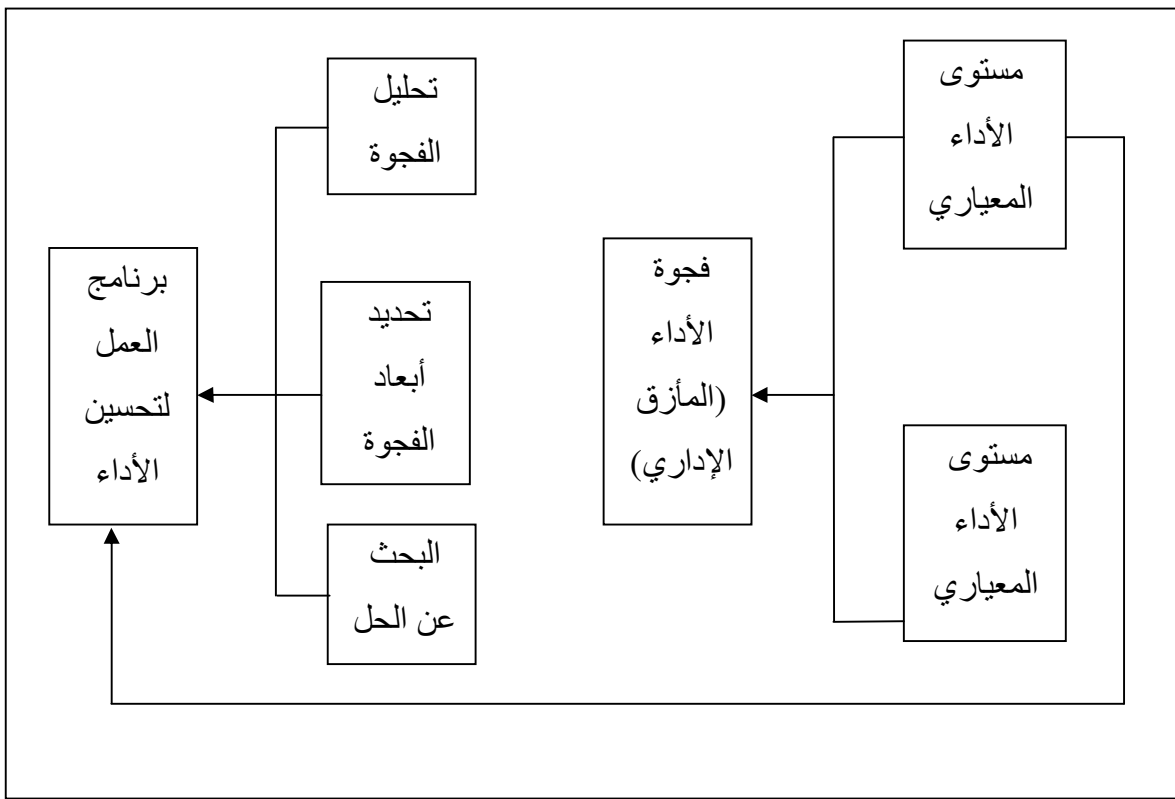 مستوى
الأداء
المعياري
مستوى
الأداء
المعياري
فجوة
الأداء
(المأزق
الإداري)
تحليل
الفجوة
تحديد
أبعاد
الفجوة
البحث
عن الحل
برنامج
العمل
لتحسين
الأداء